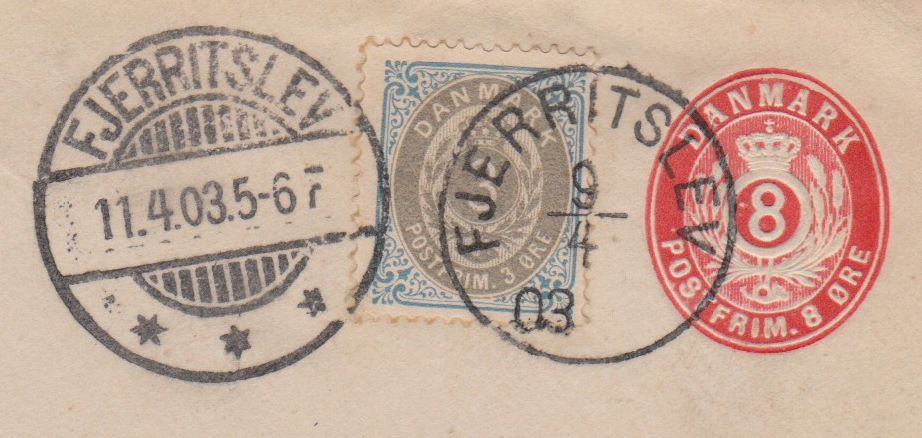 FJERRITSLEV
11.4.03.5-6 F
DANMARK
POSTFRIM. 3 ØRE
FJERRITSLEV
9
4
03
DANMARK
8
POSTFRIM. 8 ØRE